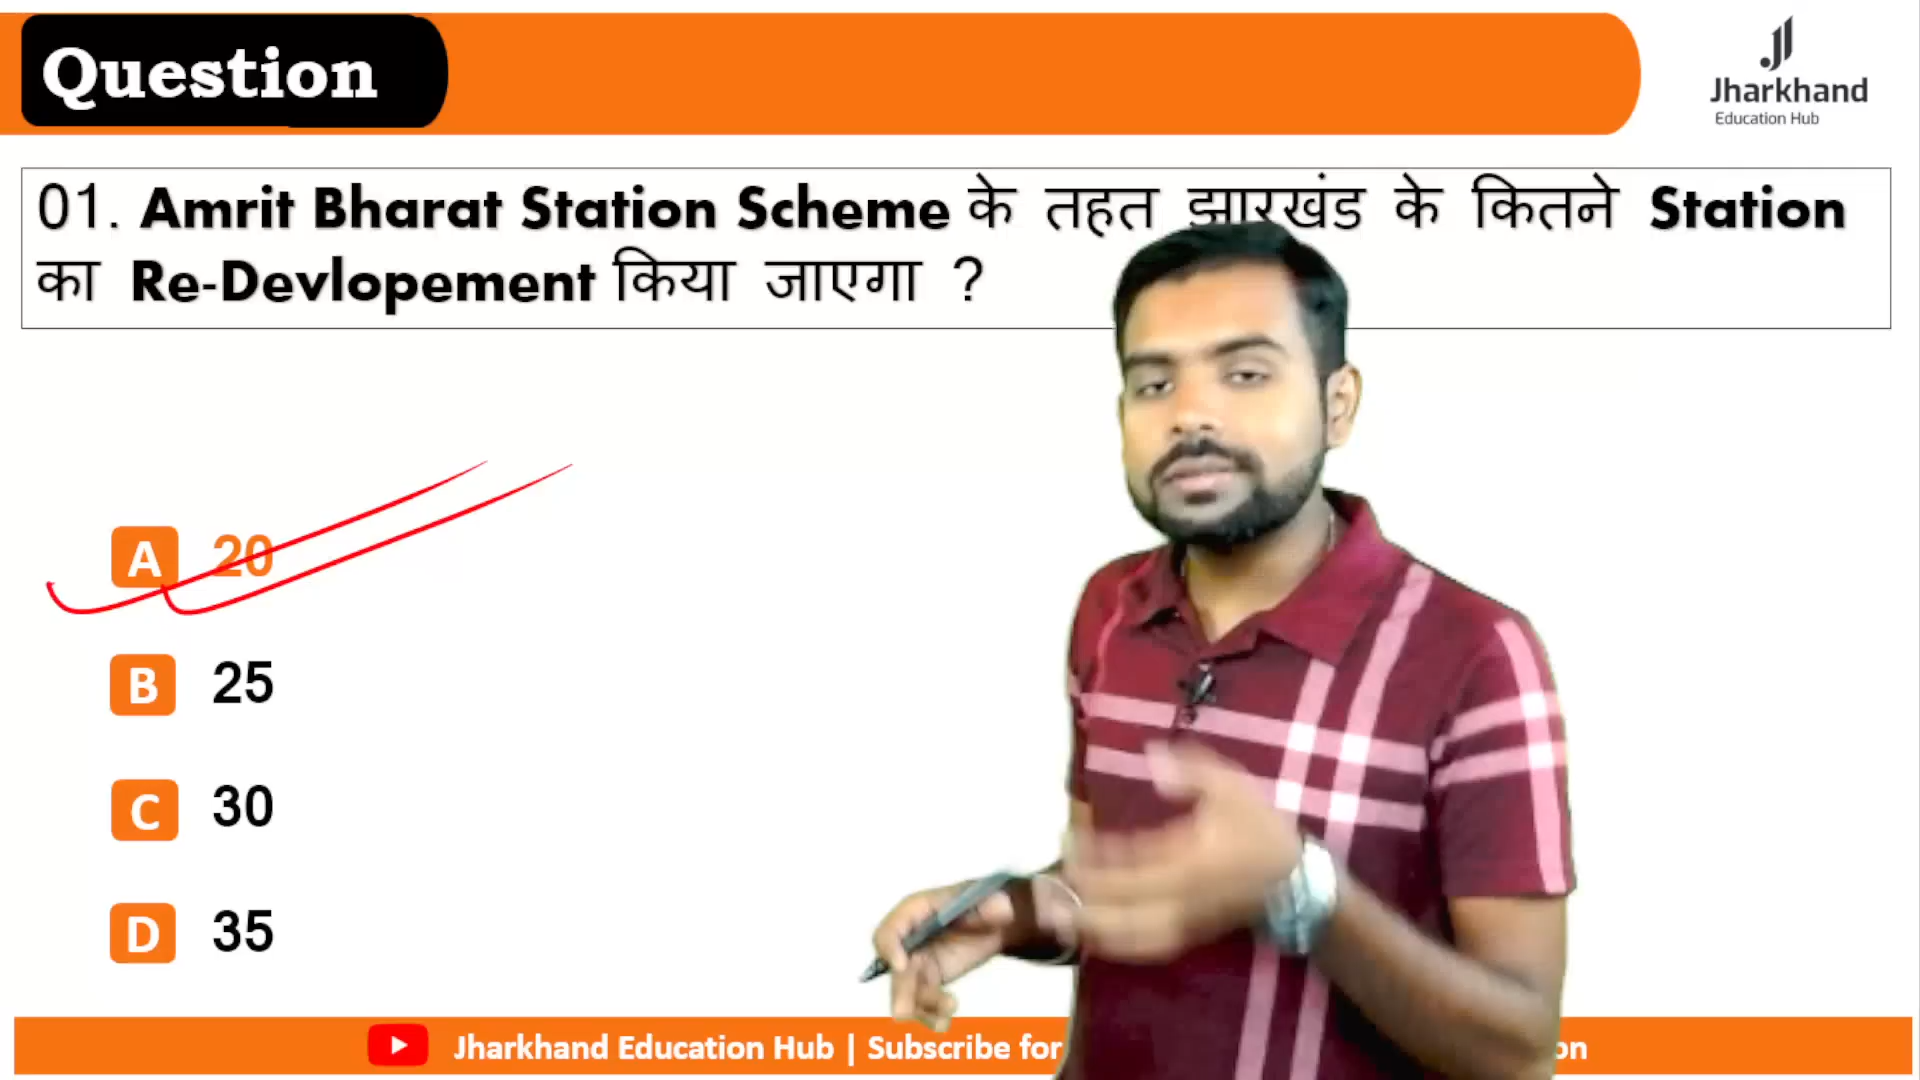 Question
Jharkhand
Education Hub
01. Amrit Bharat Station Scheme के तहत झारखंड के कितने Station
का Re-Devlopement किया जाएगा ?
A 20
B 25
C 30
D 35
Jharkhand Education Hub | Subscribe for